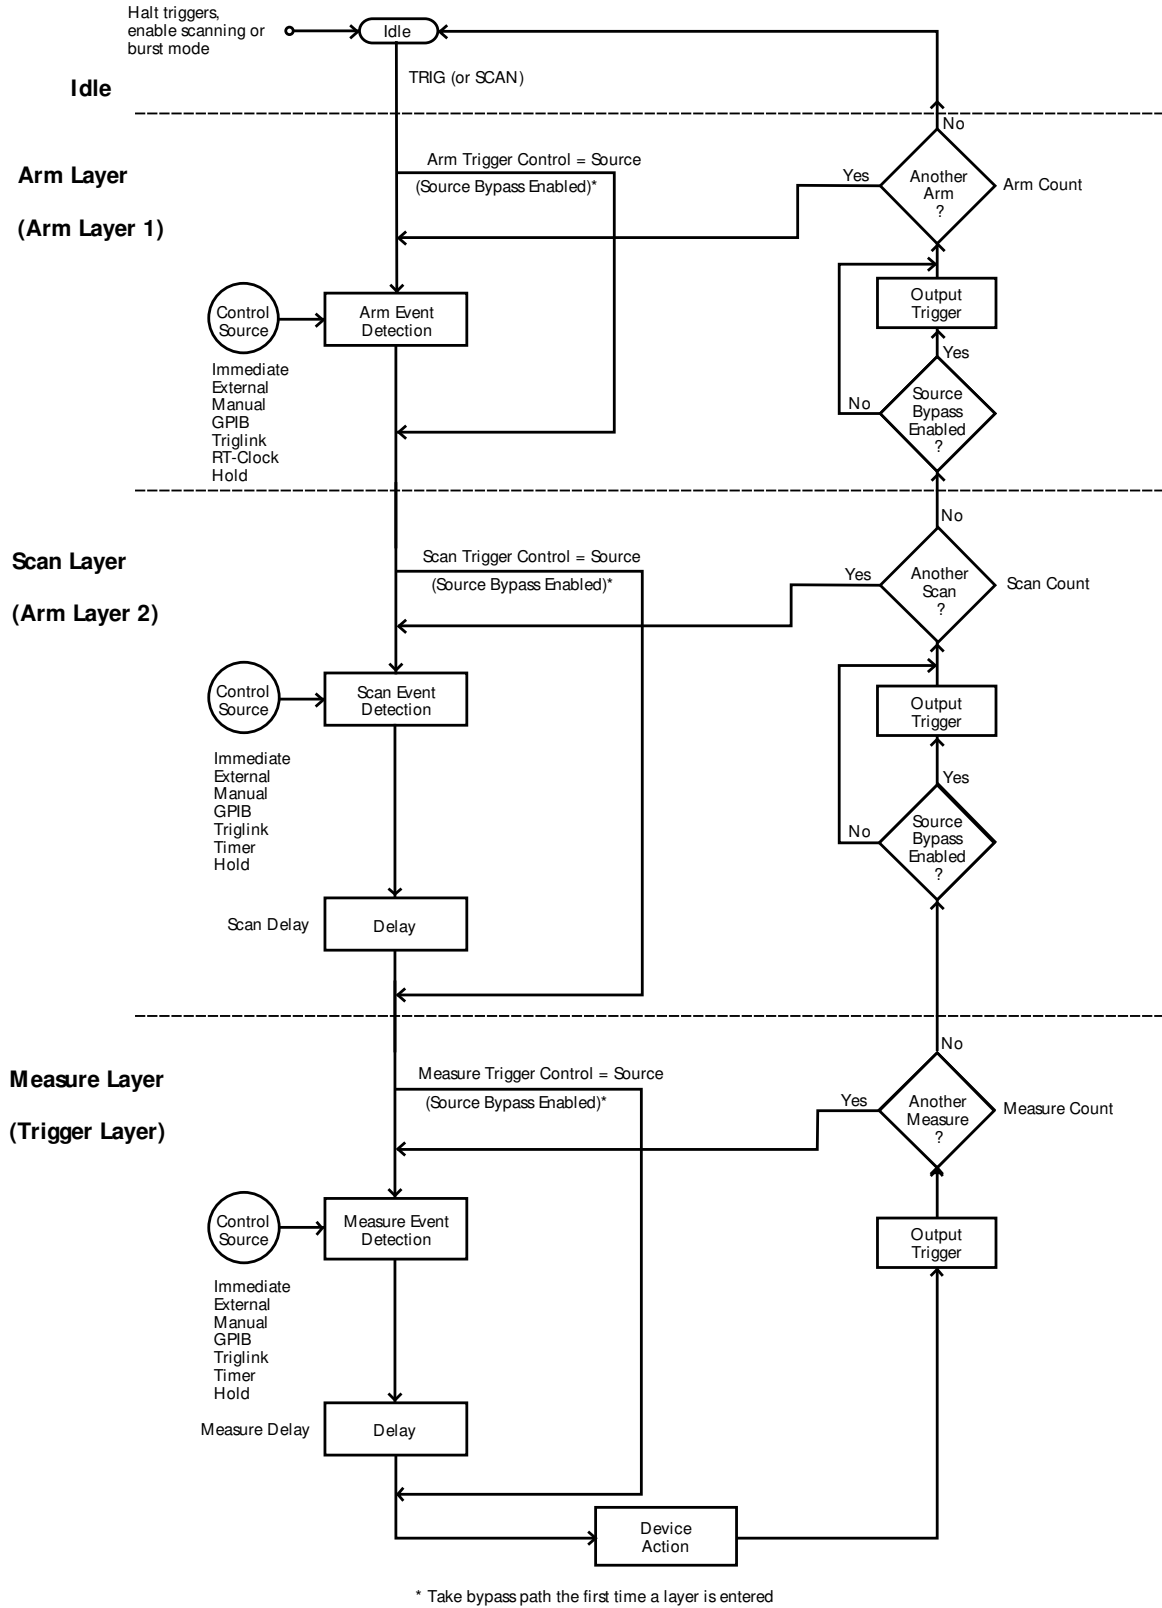 Halt triggers,
enable scanning or
burst mode
Idle
TRIG (or SCAN)
Idle
No
Arm Layer
(Arm Layer 1)
Arm Trigger Control = Source
(Source Bypass Enabled)*
Yes
Another
Arm
?
Arm Count
Control
Source
Arm Event
Detection
Output
Trigger
Yes
Immediate
External
Manual
GPIB
Triglink
RT-Clock
Hold
No
Source
Bypass
Enabled
?
No
Scan Layer
(Arm Layer 2)
Scan Trigger Control = Source
(Source Bypass Enabled)*
Yes
Another
Scan
?
Scan Count
Control
Source
Scan Event
Detection
Output
Trigger
Yes
Immediate
External
Manual
GPIB
Triglink
Timer
Hold
No
Source
Bypass
Enabled
?
Scan Delay
Delay
No
Measure Layer
(Trigger Layer)
Measure Trigger Control = Source
(Source Bypass Enabled)*
Yes
Another
Measure
?
Measure Count
Control
Source
Measure Event
Detection
Output
Trigger
Immediate
External
Manual
GPIB
Triglink
Timer
Hold
Measure Delay
Delay
Device
Action
* Take bypass path the first time a layer is entered